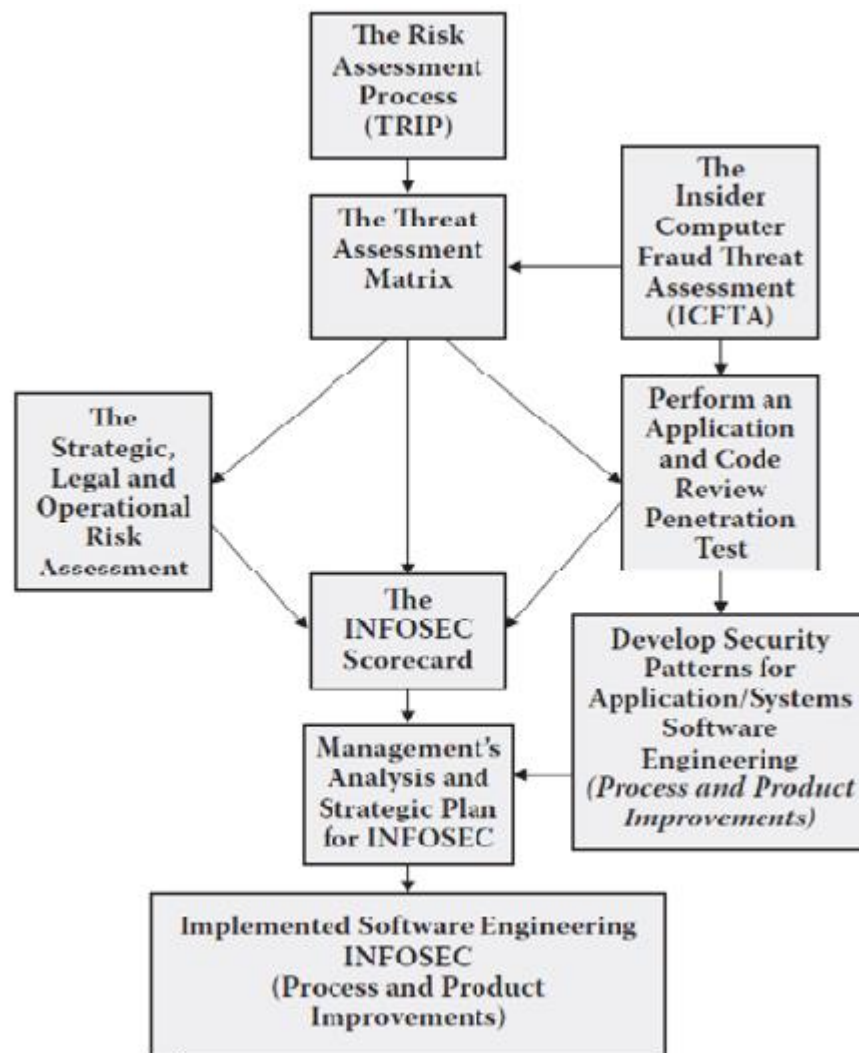 The Risk
Assessment
Process
(TRIP)
The
Insider
Computer
Fraud Threat
Assessment
(ICFTA)
The Threat
Assessment
Matrix
The
Strategic,
Legal and
Operational
Risk
Assessment
Perform an
Application
and Code
Review
Penetration
Test
The
INFOSEC
Scorecard
Develop Security
Patterns for
Application/Systems
Software
Engineering
(Process and Product
Improvements)
Management's
Analysis and
Strategic Plan
for INFOSEC
Implemented Software Engineering
INFOSEC
(Process and Product
Improvements)